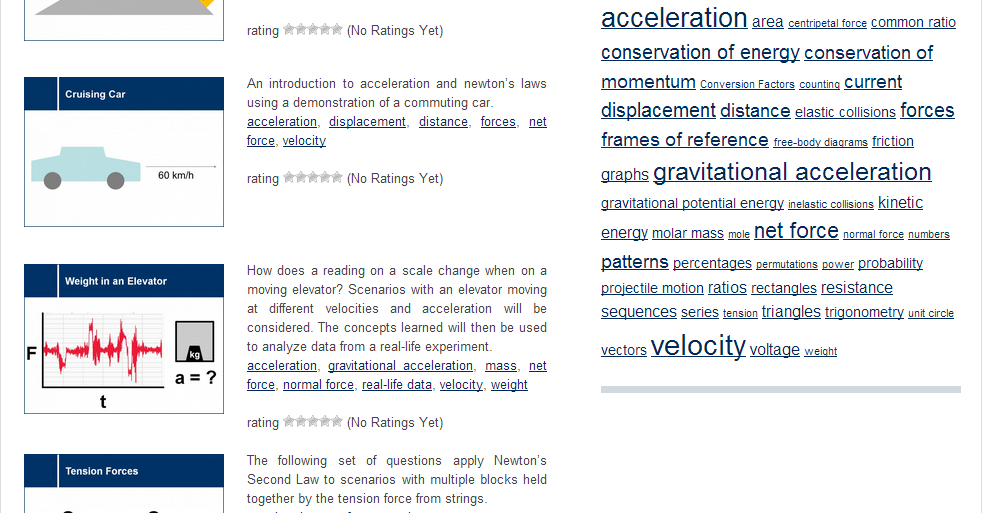 rating (No Ratings Yet)
Cruising Car
60 km/h
An introduction to acceleration and newton's laws
using a demonstration of a commuting car.
acceleration, displacement, distance, forces, net
force, velocity
rating (No Ratings Yet)
Weight in an Elevator
F
kg
a = ?
t
How does a reading on a scale change when on a
moving elevator? Scenarios with an elevator moving
at different velocities and acceleration will be
considered. The concepts learned will then be used
to analyze data from a real-life experiment.
acceleration, gravitational acceleration, mass, net
force, normal force, real-life data, velocity, weight
rating (No Ratings Yet)
Tension Forces
The following set of questions apply Newton's
Second Law to scenarios with multiple blocks held
together by the tension force from strings.
acceleration area centripetal force common ratio
conservation of energy conservation of
momentum Conversion Factors counting current
displacement distance elastic collisions forces
frames of reference free-body diagrams friction
graphs gravitational acceleration
gravitational potential energy inelastic collisions kinetic
energy molar mass mole net force normal force numbers
patterns percentages permutations power probability
projectile motion ratios rectangles resistance
sequences series tension triangles trigonometry unit circle
vectors velocity voltage weight